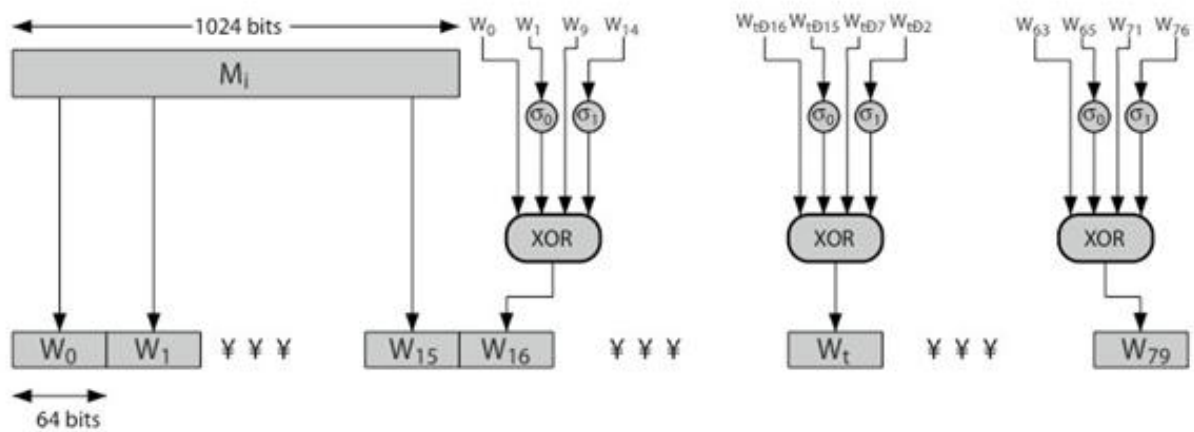 1024 bits
W0 W1 W9 W14
WtÐ16 WtÐ15 WtÐ7 WtÐ2
W63 W65 W71 W76
Mi
σ0 σ1
σ0 σ1
σ0 σ1
XOR
XOR
XOR
W0 W1 ¥ ¥ ¥ W15 W16 ¥ ¥ ¥ Wt ¥ ¥ ¥ W79
64 bits